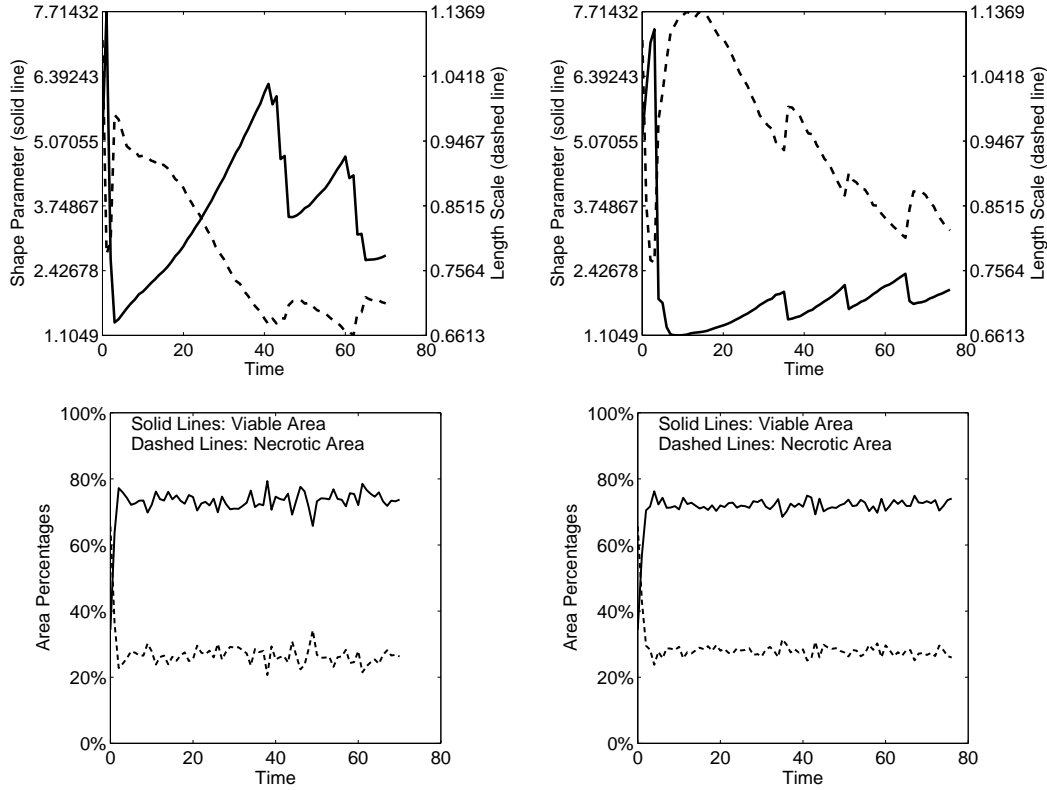 7.71432
6.39243
5.07055
3.74867
2.42678
1.1049
Shape Parameter (solid line)
1.1369
1.0418
0.9467
0.8515
0.7564
0.6613
Length Scale (dashed line)
0 20 40 60 80
Time
7.71432
6.39243
5.07055
3.74867
2.42678
1.1049
Shape Parameter (solid line)
1.1369
1.0418
0.9467
0.8515
0.7564
0.6613
Length Scale (dashed line)
0 20 40 60 80
Time
100%
80%
60%
40%
20%
0%
Area Percentages
Solid Lines: Viable Area
Dashed Lines: Necrotic Area
0 20 40 60 80
Time
100%
80%
60%
40%
20%
0%
Area Percentages
Solid Lines: Viable Area
Dashed Lines: Necrotic Area
0 20 40 60 80
Time